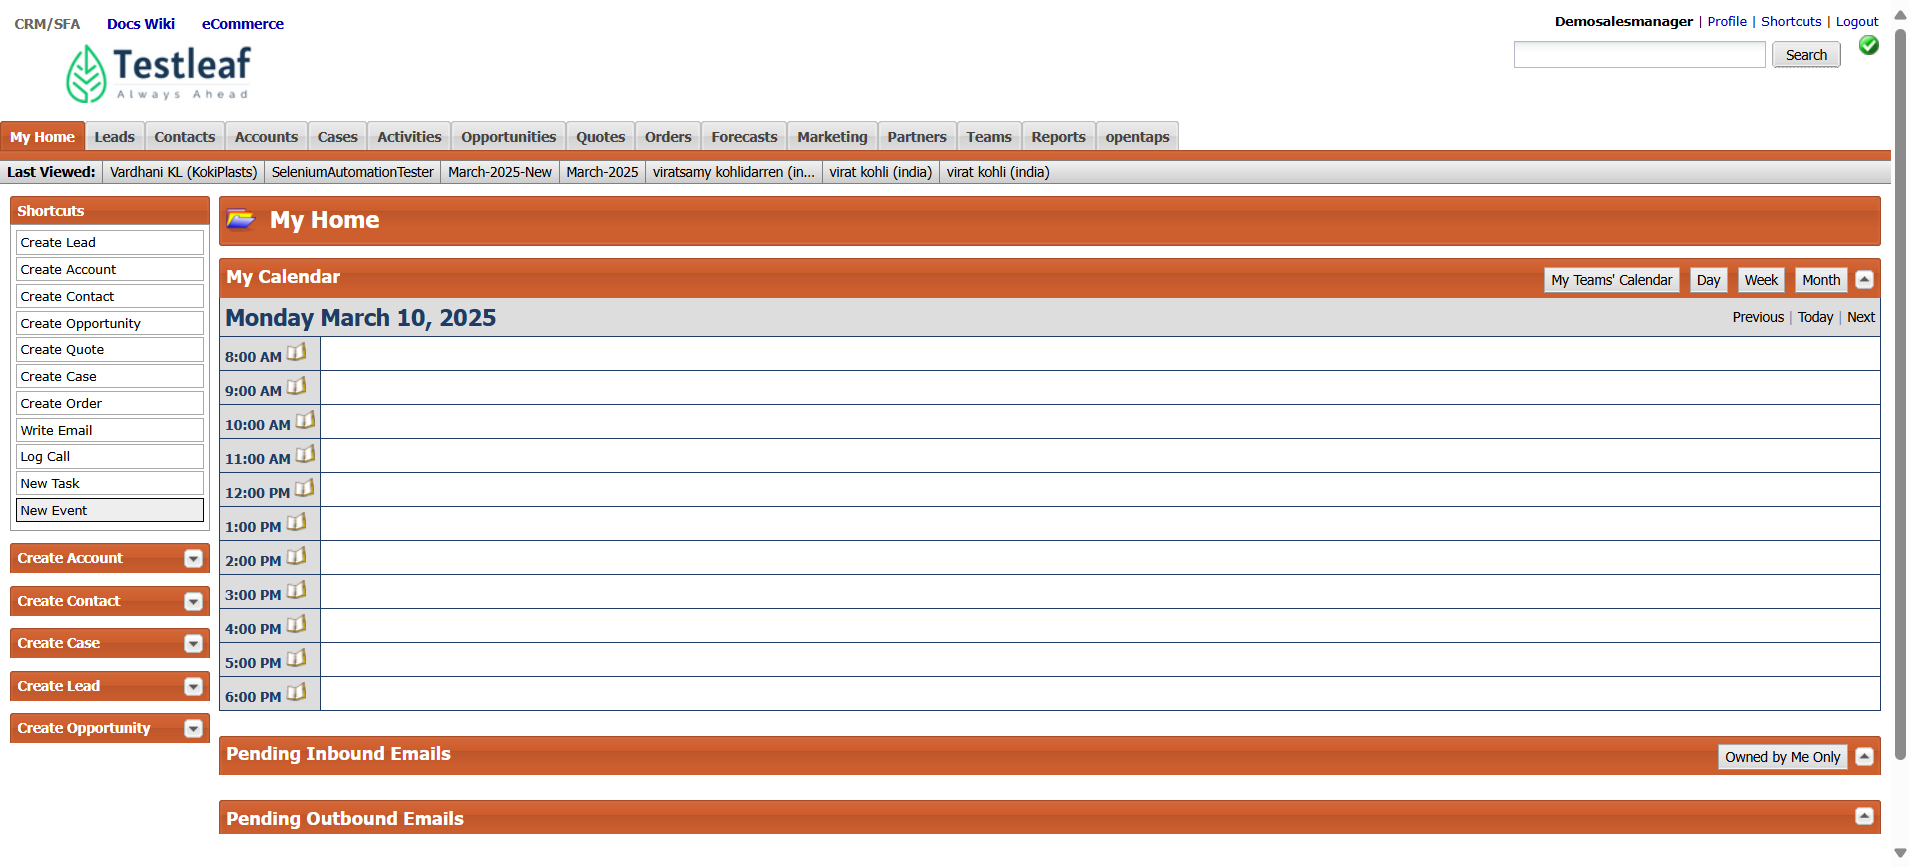 CRM/SFA Docs Wiki eCommerce
Demosalesmanager | Profile | Shortcuts | Logout
Testleaf
Always Ahead
Search
My Home Leads Contacts Accounts Cases Activities Opportunities Quotes Orders Forecasts Marketing Partners Teams Reports opentaps
Last Viewed: Vardhani KL (KokiPlasts) SeleniumAutomationTester March-2025-New March-2025 viratsamy kohlidarren (in... virat kohli (india) virat kohli (india)
Shortcuts
Create Lead
Create Account
Create Contact
Create Opportunity
Create Quote
Create Case
Create Order
Write Email
Log Call
New Task
New Event
Create Account
Create Contact
Create Case
Create Lead
Create Opportunity
My Home
My Calendar
My Teams' Calendar Day Week Month
Monday March 10, 2025
Previous | Today | Next
8:00 AM
9:00 AM
10:00 AM
11:00 AM
12:00 PM
1:00 PM
2:00 PM
3:00 PM
4:00 PM
5:00 PM
6:00 PM
Pending Inbound Emails
Owned by Me Only
Pending Outbound Emails